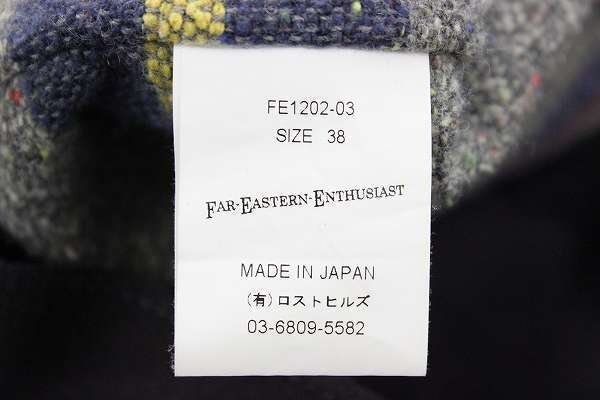 FE1202-03
SIZE 38
FAR-EASTERN-ENTHUSIAST
MADE IN JAPAN
(有)ロストヒルズ
03-6809-5582